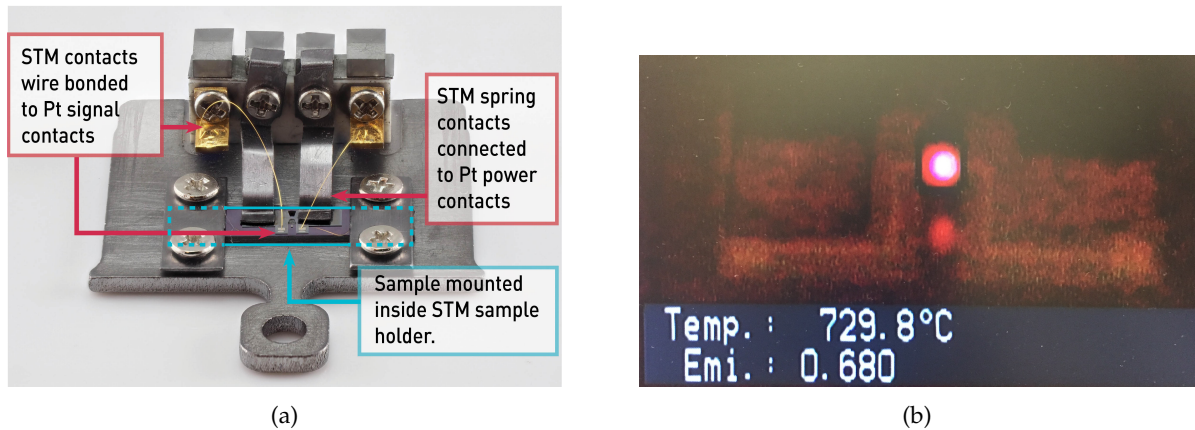 STM contacts
wire bonded
to Pt signal
contacts
STM spring
contacts
connected
to Pt power
contacts
Sample mounted
inside STM sample
holder.
Temp.: 729.8°C
Emi.: 0.680
(a)
(b)